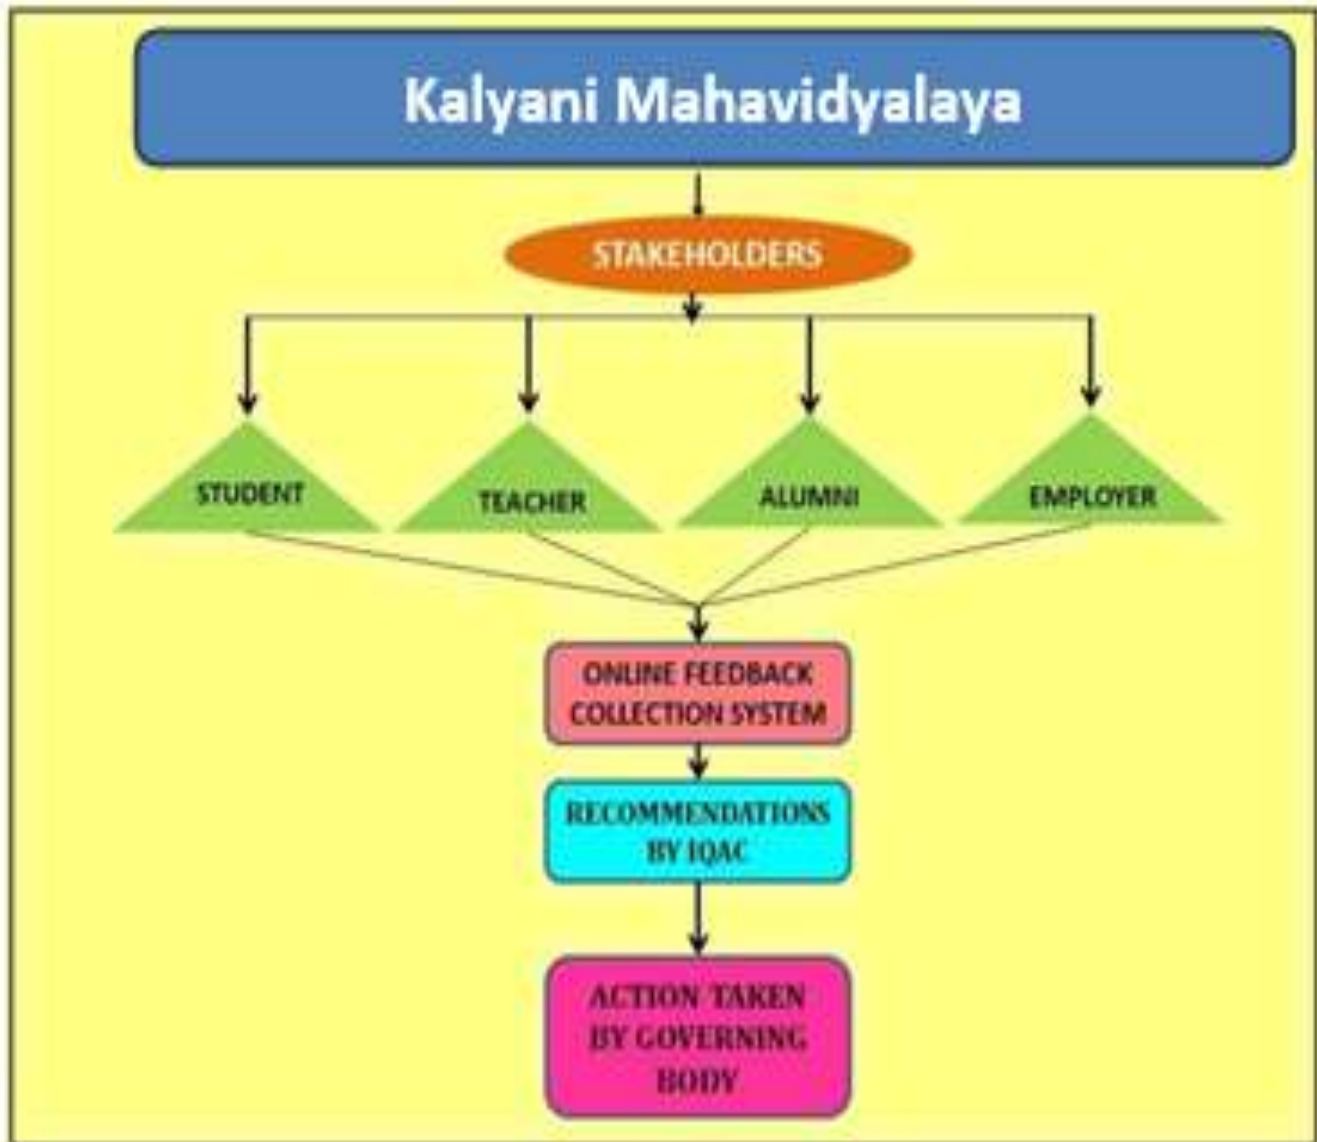 Kalyani Mahavidyalaya
STAKEHOLDERS
STUDENT
TEACHER
ALUMNI
EMPLOYER
ONLINE FEEDBACK
COLLECTION SYSTEM
RECOMMENDATIONS
BY IQAC
ACTION TAKEN
BY GOVERNING
BODY